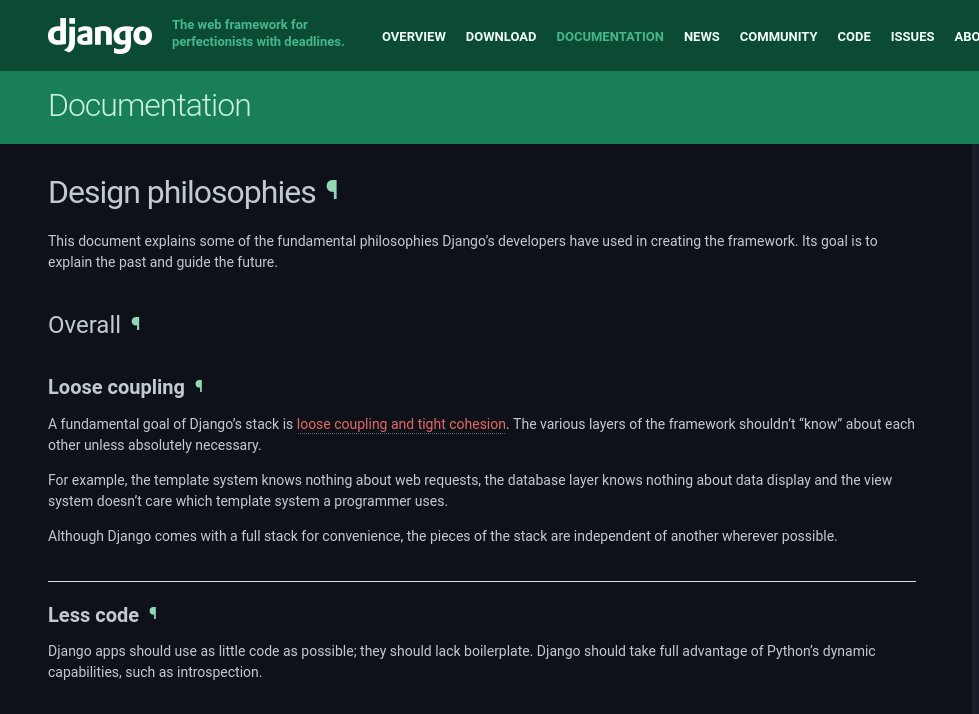 django
The web framework for
perfectionists with deadlines.
OVERVIEW DOWNLOAD DOCUMENTATION NEWS COMMUNITY CODE ISSUES ABO
Documentation
Design philosophies ¶
This document explains some of the fundamental philosophies Django’s developers have used in creating the framework. Its goal is to
explain the past and guide the future.
Overall ¶
Loose coupling ¶
A fundamental goal of Django’s stack is loose coupling and tight cohesion. The various layers of the framework shouldn’t “know” about each
other unless absolutely necessary.
For example, the template system knows nothing about web requests, the database layer knows nothing about data display and the view
system doesn’t care which template system a programmer uses.
Although Django comes with a full stack for convenience, the pieces of the stack are independent of another wherever possible.
Less code ¶
Django apps should use as little code as possible; they should lack boilerplate. Django should take full advantage of Python’s dynamic
capabilities, such as introspection.